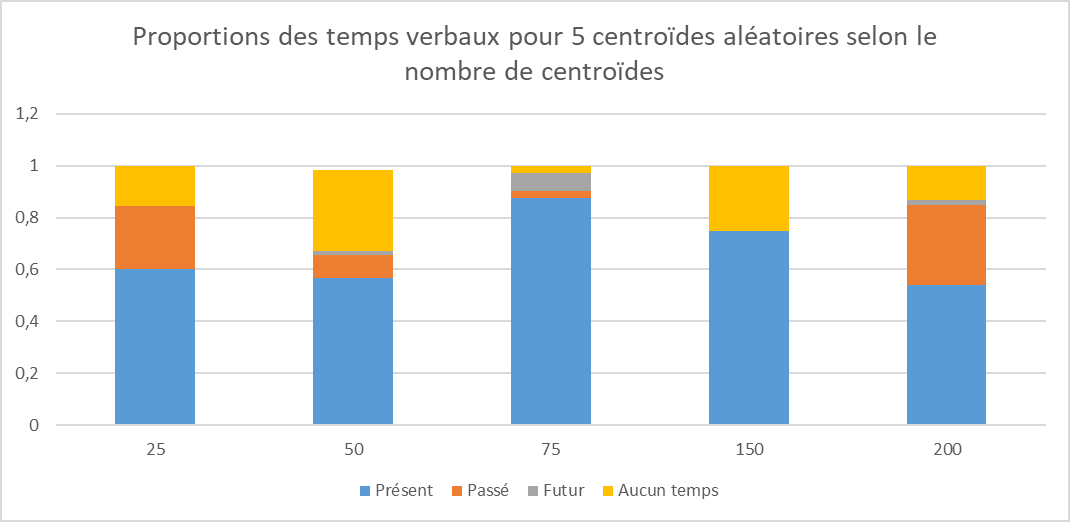 Proportions des temps verbaux pour 5 centroïdes aléatoires selon le
nombre de centroïdes
1,2
1
0,8
0,6
0,4
0,2
0
25 50 75 150 200
Présent Passé Futur Aucun temps